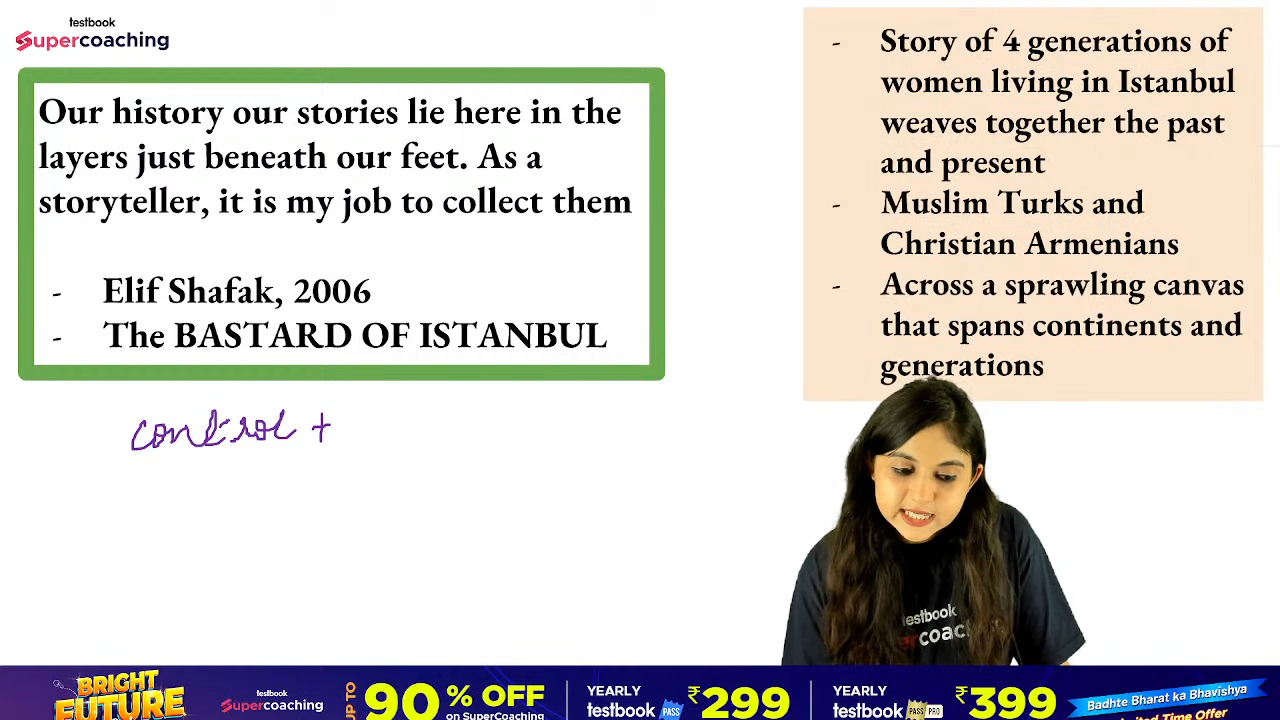 testbook
Supercoaching
Our history our stories lie here in the
layers just beneath our feet. As a
storyteller, it is my job to collect them
- Elif Shafak, 2006
- The BASTARD OF ISTANBUL
control +
- Story of 4 generations of
women living in Istanbul
weaves together the past
and present
- Muslim Turks and
Christian Armenians
- Across a sprawling canvas
that spans continents and
generations
testbook
coac
BRIGHT
FUTURE
testbook
Supercoaching
UPTO
90% OFF
on SuperCoaching
YEARLY
testbook PASS
₹299
YEARLY
testbook PASS PRO
₹399
Badhte Bharat ka Bhavishya
Time Offer